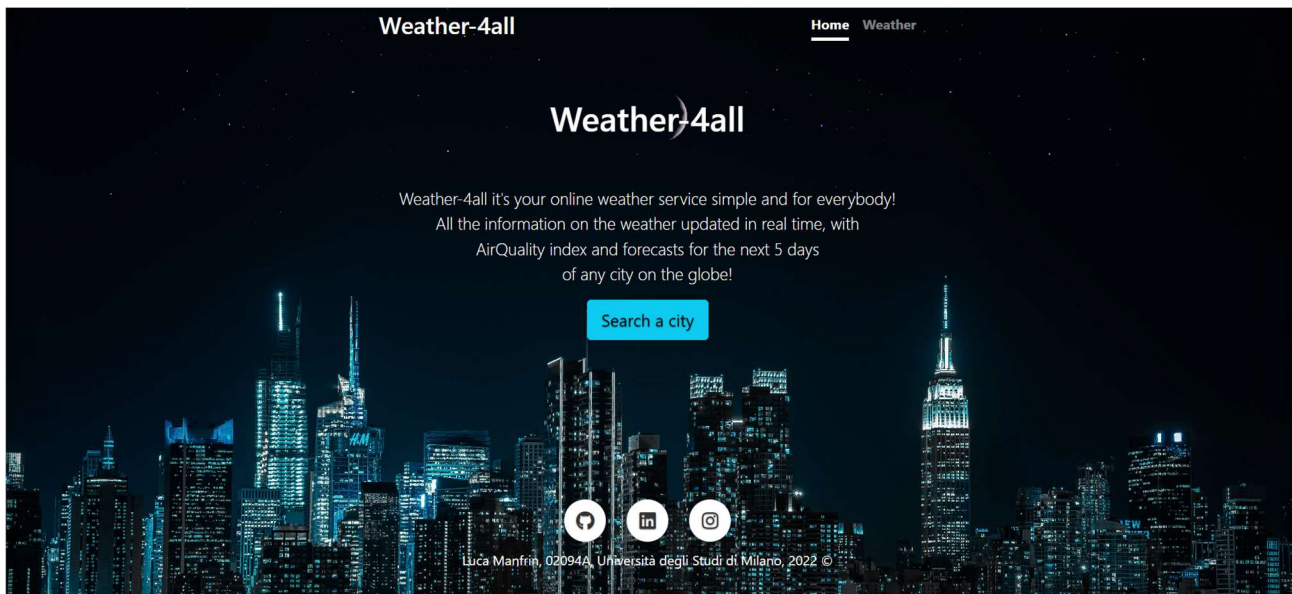 Weather-4all
Home Weather
Weather-4all
Weather-4all it's your online weather service simple and for everybody!
All the information on the weather updated in real time, with
AirQuality index and forecasts for the next 5 days
of any city on the globe!
Search a city
H&M
in
Luca Manfrin, 02094A, Università degli Studi di Milano, 2022 ©